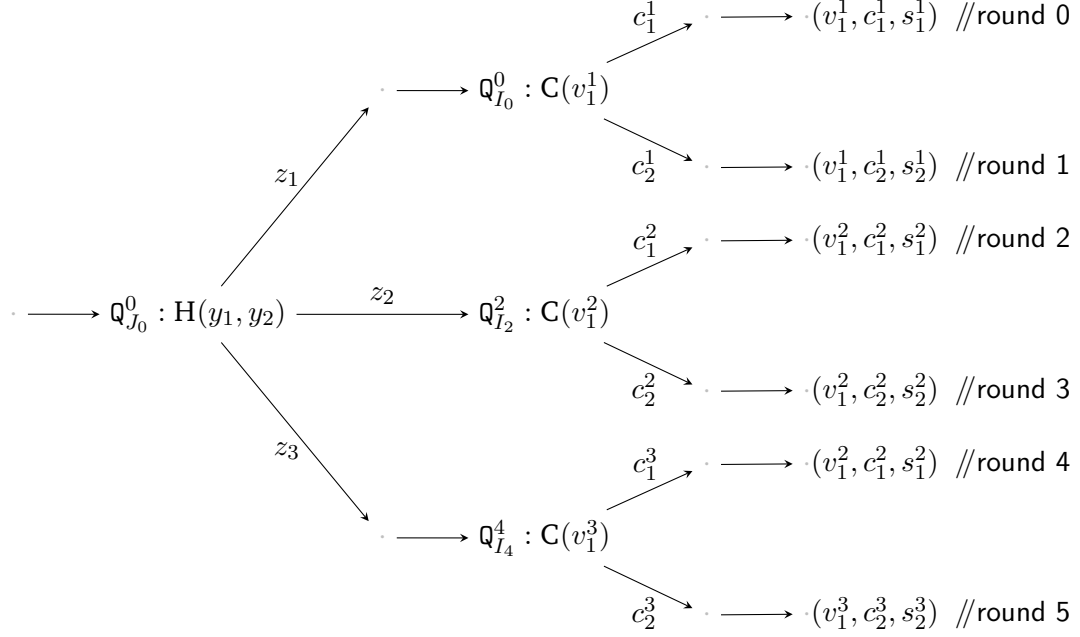 c_1^1
(v_1^1, c_1^1, s_1^1) //round 0
Q_{I_0}^0 : C(v_1^1)
c_2^1
(v_1^1, c_2^1, s_2^1) //round 1
z_1
c_1^2
(v_1^2, c_1^2, s_1^2) //round 2
Q_{J_0}^0 : H(y_1, y_2)
z_2
Q_{I_2}^2 : C(v_1^2)
c_2^2
(v_1^2, c_2^2, s_2^2) //round 3
z_3
c_1^3
(v_1^2, c_1^2, s_1^2) //round 4
Q_{I_4}^4 : C(v_1^3)
c_2^3
(v_1^3, c_2^3, s_2^3) //round 5